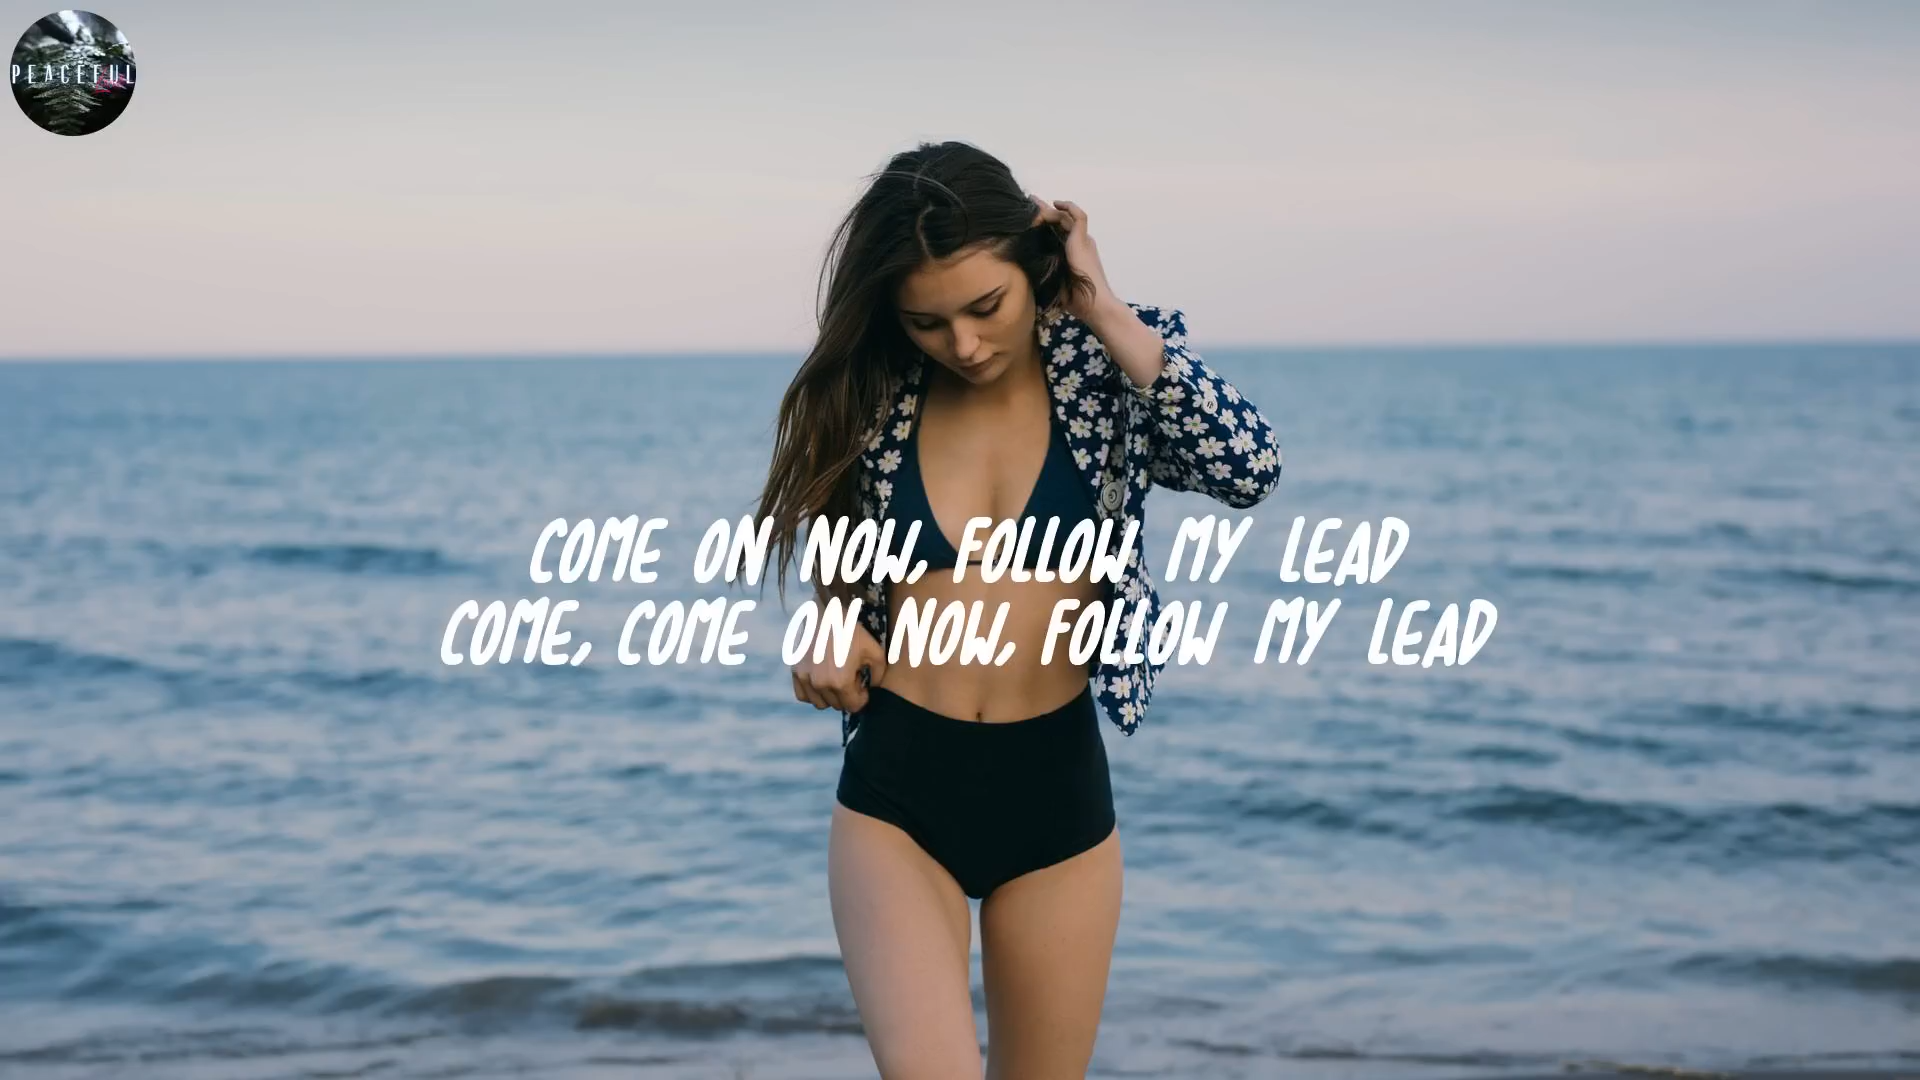 PEACEFUL
COME ON NOW, FOLLOW MY LEAD
COME, COME ON NOW, FOLLOW MY LEAD